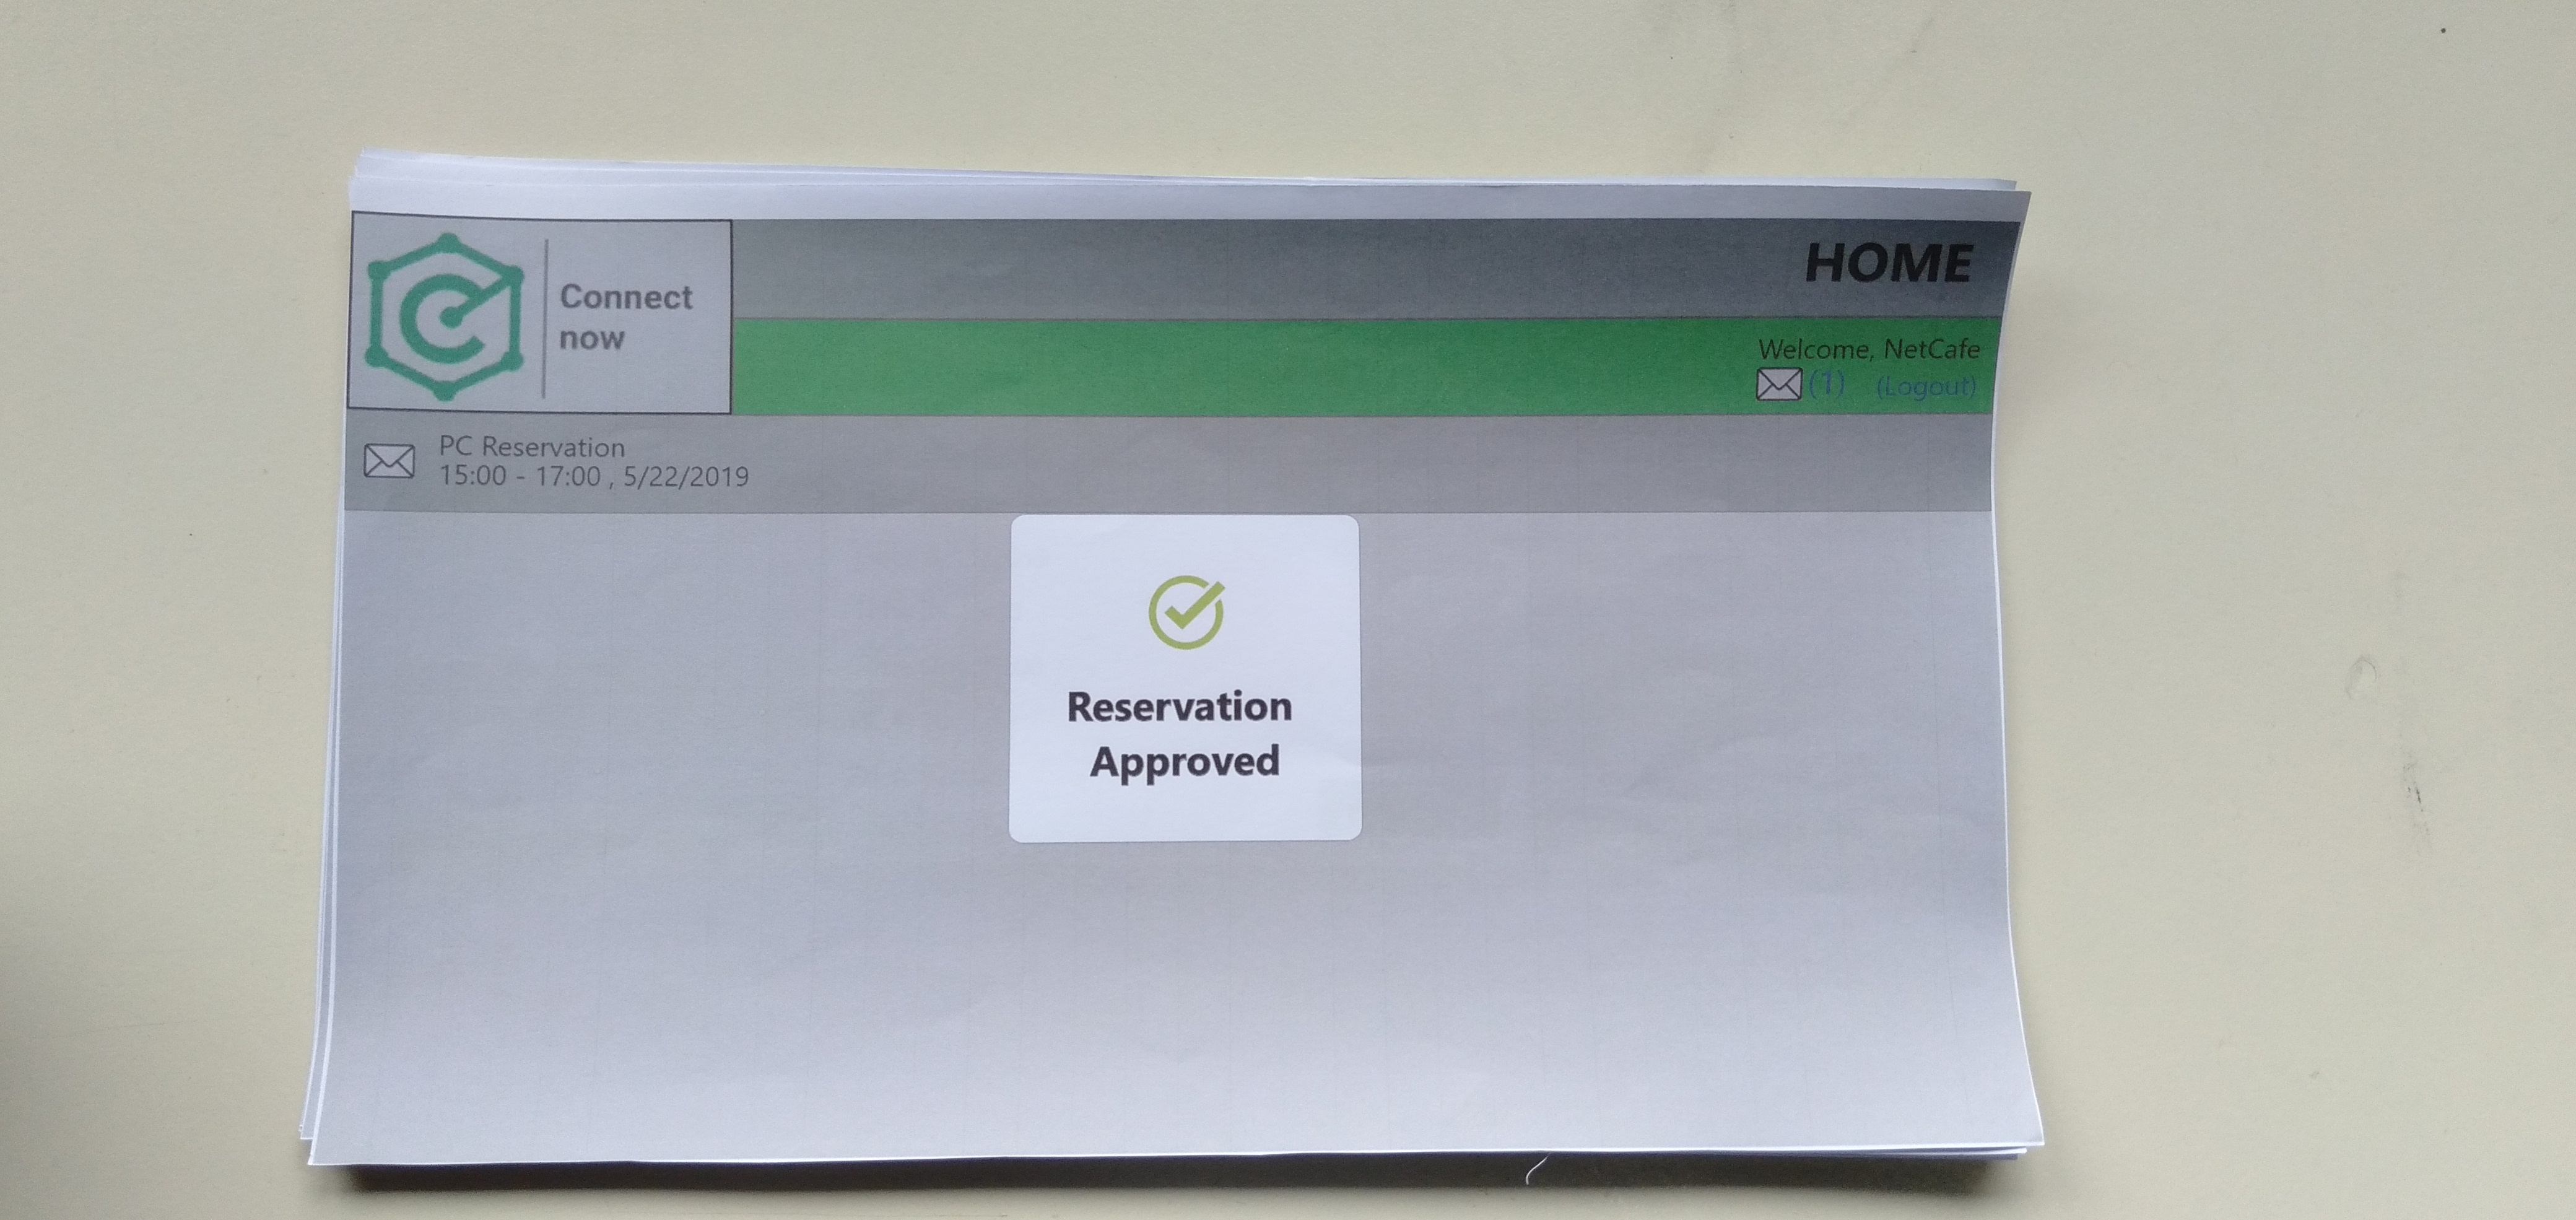 Connect
now
HOME
Welcome, NetCafe
(1) (Logout)
PC Reservation
15:00 - 17:00 , 5/22/2019
Reservation
Approved